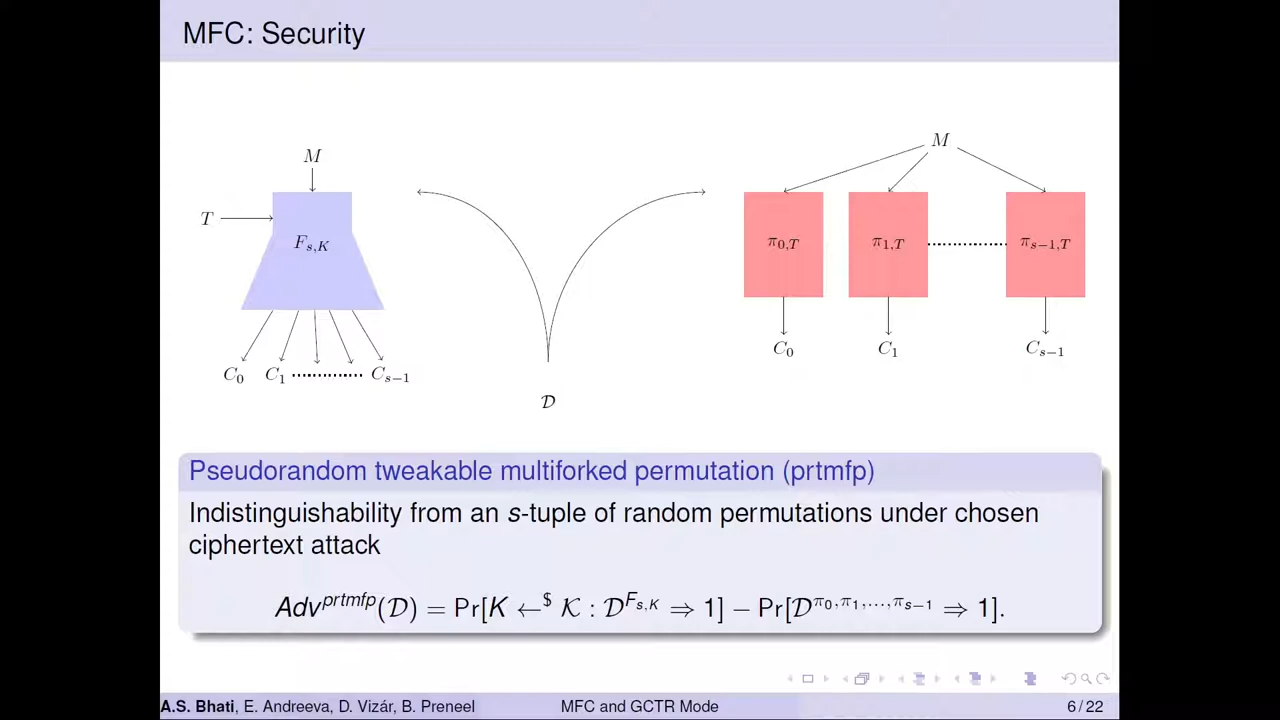 MFC: Security
M
M
T
F_{s,K}
π_{0,T}
π_{1,T}
π_{s−1,T}
C_0
C_1
C_{s−1}
C_0
C_1
C_{s−1}
𝒟
Pseudorandom tweakable multiforked permutation (prtmfp)
Indistinguishability from an s-tuple of random permutations under chosen
ciphertext attack
Adv^{prtmfp}(𝒟) = Pr[K ←^$ 𝒦 : 𝒟^{F_{s,K}} ⇒ 1] − Pr[𝒟^{π_0,π_1,…,π_{s−1}} ⇒ 1].
A.S. Bhati, E. Andreeva, D. Vizár, B. Preneel MFC and GCTR Mode 6 / 22